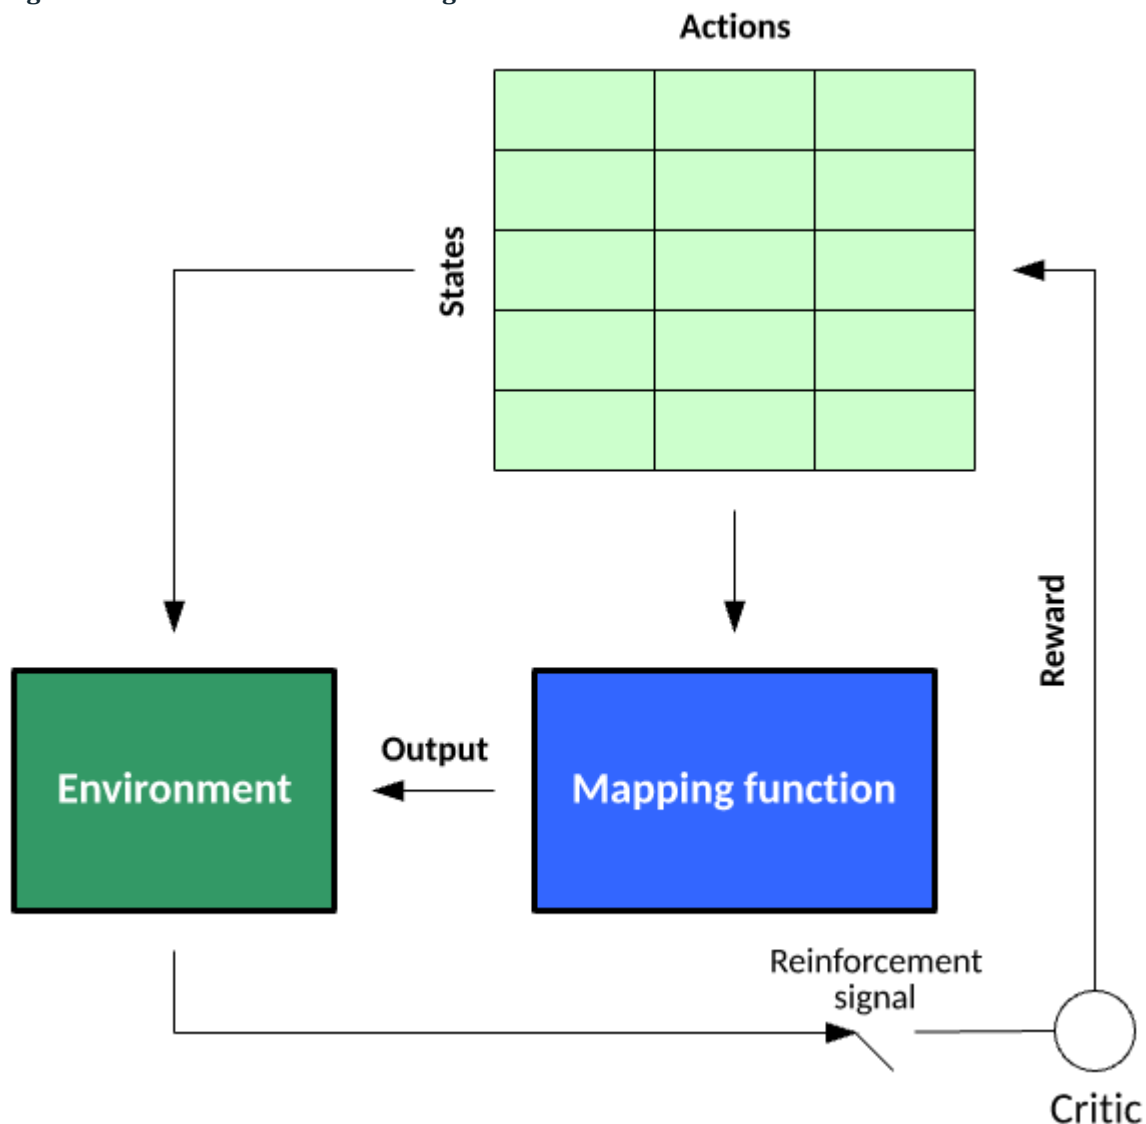 Actions
States
Reward
Output
Environment
Mapping function
Reinforcement
signal
Critic